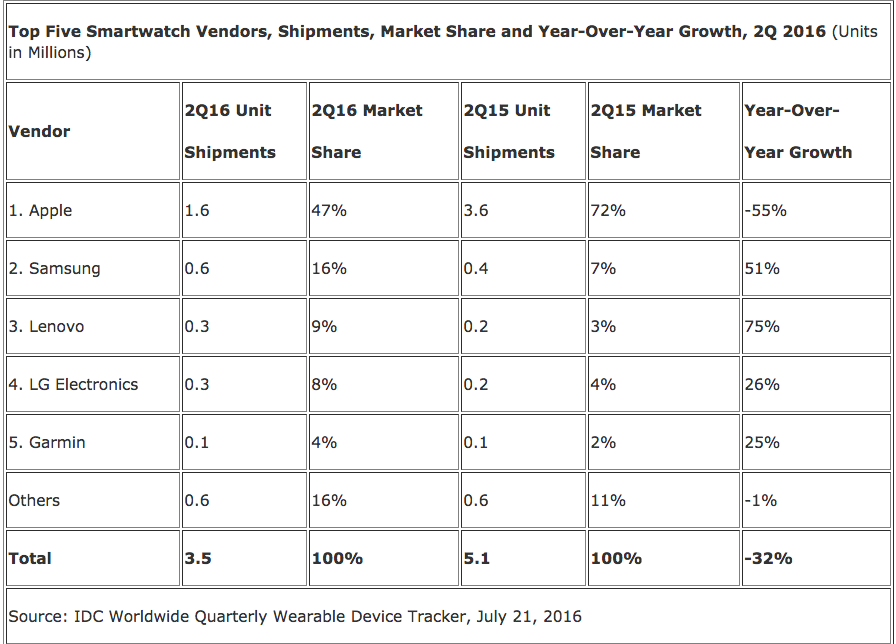 Top Five Smartwatch Vendors, Shipments, Market Share and Year-Over-Year Growth, 2Q 2016 (Units
in Millions)
Vendor 2Q16 Unit Shipments 2Q16 Market Share 2Q15 Unit Shipments 2Q15 Market Share Year-Over-Year Growth
1. Apple 1.6 47% 3.6 72% -55%
2. Samsung 0.6 16% 0.4 7% 51%
3. Lenovo 0.3 9% 0.2 3% 75%
4. LG Electronics 0.3 8% 0.2 4% 26%
5. Garmin 0.1 4% 0.1 2% 25%
Others 0.6 16% 0.6 11% -1%
Total 3.5 100% 5.1 100% -32%
Source: IDC Worldwide Quarterly Wearable Device Tracker, July 21, 2016